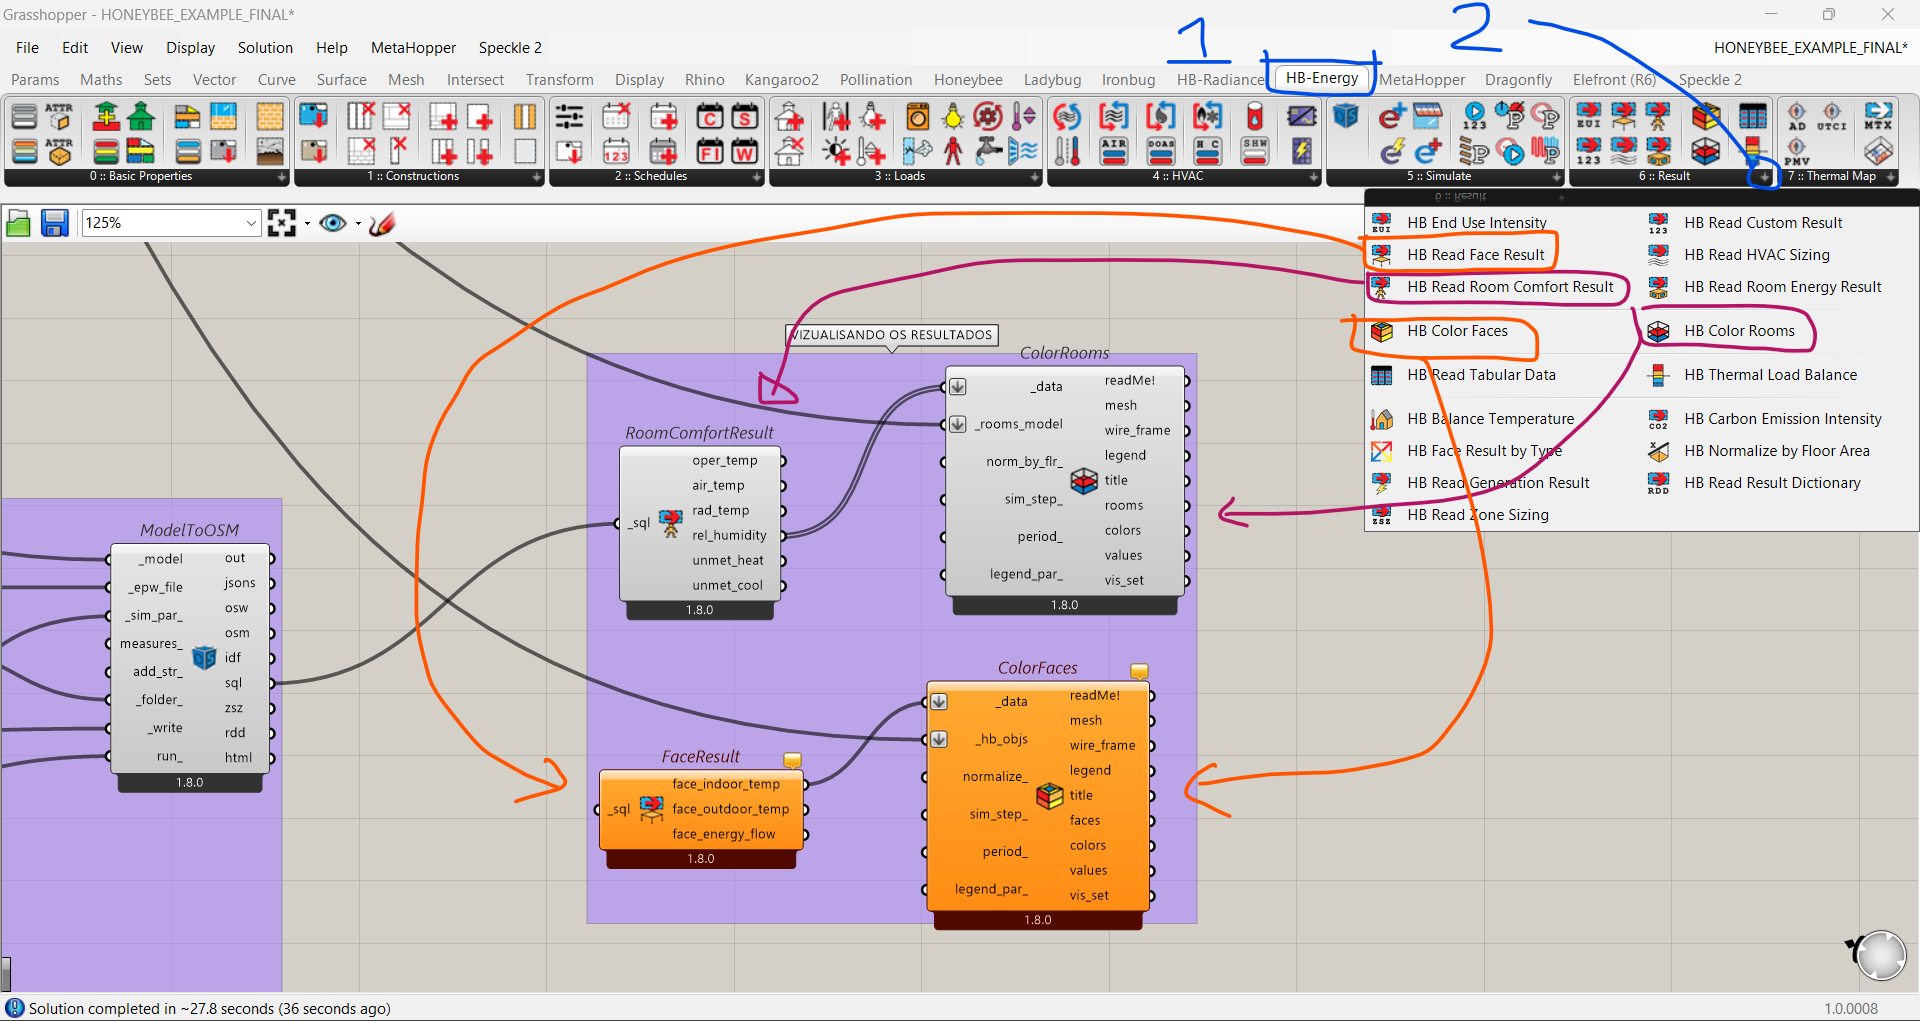 Grasshopper - HONEYBEE_EXAMPLE_FINAL*
1
2
File Edit View Display Solution Help MetaHopper Speckle 2 HONEYBEE_EXAMPLE_FINAL*
Params Maths Sets Vector Curve Surface Mesh Intersect Transform Display Rhino Kangaroo2 Pollination Honeybee Ladybug Ironbug HB-Radiance HB-Energy MetaHopper Dragonfly Elefront (R6) Speckle 2
0 :: Basic Properties 1 :: Constructions 2 :: Schedules 3 :: Loads 4 :: HVAC 5 :: Simulate 6 :: Result 7 :: Thermal Map
125%
HB End Use Intensity
HB Read Custom Result
HB Read Face Result
HB Read HVAC Sizing
HB Read Room Comfort Result
HB Read Room Energy Result
HB Color Faces
HB Color Rooms
HB Read Tabular Data
HB Thermal Load Balance
HB Balance Temperature
HB Carbon Emission Intensity
HB Face Result by Type
HB Normalize by Floor Area
HB Read Generation Result
HB Read Result Dictionary
HB Read Zone Sizing
VIZUALISANDO OS RESULTADOS
ColorRooms
_data
_rooms_model
norm_by_flr_
sim_step_
period_
legend_par_
readMe!
mesh
wire_frame
legend
title
rooms
colors
values
vis_set
1.8.0
RoomComfortResult
_sql
oper_temp
air_temp
rad_temp
rel_humidity
unmet_heat
unmet_cool
1.8.0
ModelToOSM
_model
_epw_file
_sim_par_
measures_
add_str_
_folder_
_write
run_
out
jsons
osw
osm
idf
sql
zsz
rdd
html
1.8.0
ColorFaces
_data
_hb_objs
normalize_
sim_step_
period_
legend_par_
readMe!
mesh
wire_frame
legend
title
faces
colors
values
vis_set
1.8.0
FaceResult
_sql
face_indoor_temp
face_outdoor_temp
face_energy_flow
1.8.0
Solution completed in ~27.8 seconds (36 seconds ago)
1.0.0008